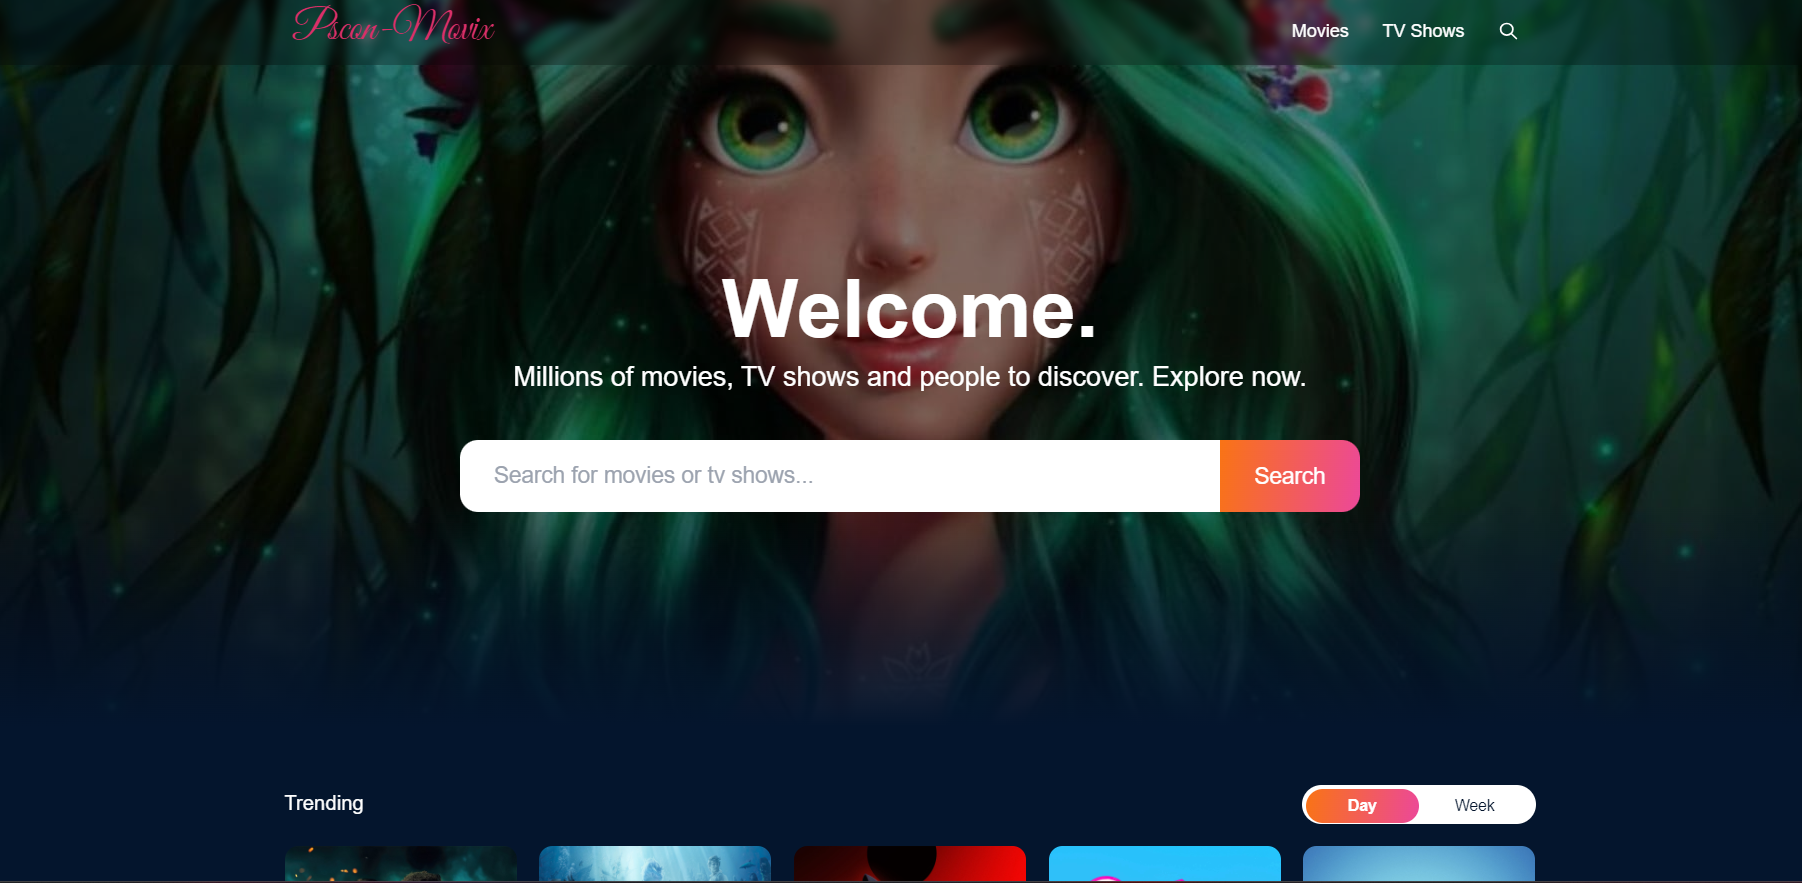 Pscon-Movix
Movies
TV Shows
Welcome.
Millions of movies, TV shows and people to discover. Explore now.
Search for movies or tv shows...
Search
Trending
Day
Week